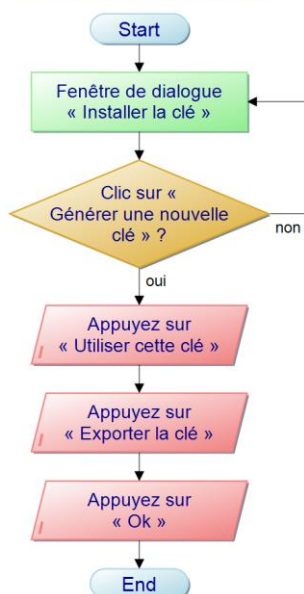 Start
Fenêtre de dialogue
« Installer la clé »
Clic sur «
Générer une nouvelle
clé » ?
non
oui
Appuyez sur
« Utiliser cette clé »
Appuyez sur
« Exporter la clé »
Appuyez sur
« Ok »
End